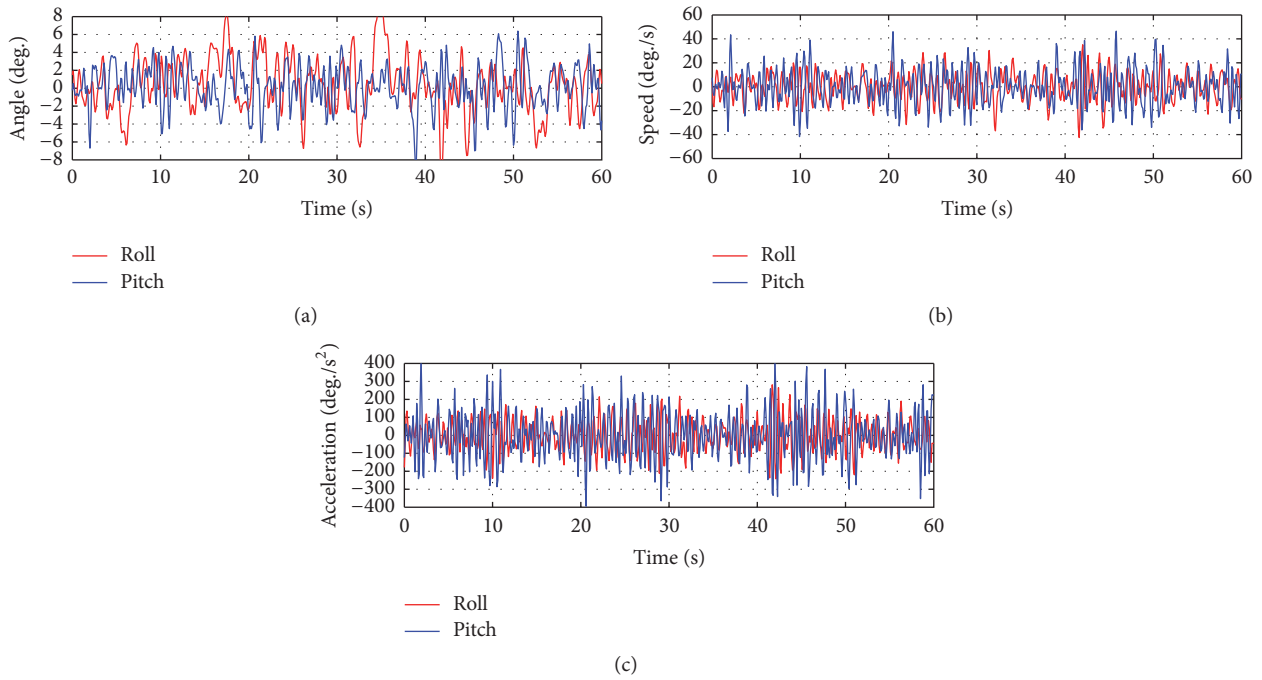 Angle (deg.)
8
6
4
2
0
−2
−4
−6
−8
0 10 20 30 40 50 60
Time (s)
Roll
Pitch
(a)
Speed (deg./s)
60
40
20
0
−20
−40
−60
0 10 20 30 40 50 60
Time (s)
Roll
Pitch
(b)
Acceleration (deg./s²)
400
300
200
100
0
−100
−200
−300
−400
0 10 20 30 40 50 60
Time (s)
Roll
Pitch
(c)